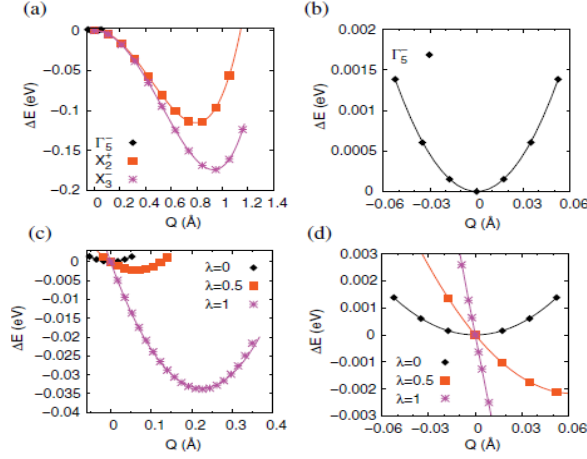 (a)
0
-0.05
-0.1
-0.15
-0.2
ΔE (eV)
Γ₅⁻
X₂⁺
X₃⁻
0.0 0.2 0.4 0.6 0.8 1 1.2 1.4
Q (Å)
(b)
0.002
0.0015
0.001
0.0005
0
ΔE (eV)
Γ₅⁻
-0.06 -0.03 0 0.03 0.06
Q (Å)
(c)
0
-0.005
-0.01
-0.015
-0.02
-0.025
-0.03
-0.035
-0.04
ΔE (eV)
λ=0
λ=0.5
λ=1
0 0.1 0.2 0.3 0.4
Q (Å)
(d)
0.003
0.002
0.001
0
-0.001
-0.002
-0.003
ΔE (eV)
λ=0
λ=0.5
λ=1
-0.06 -0.03 0 0.03 0.06
Q (Å)